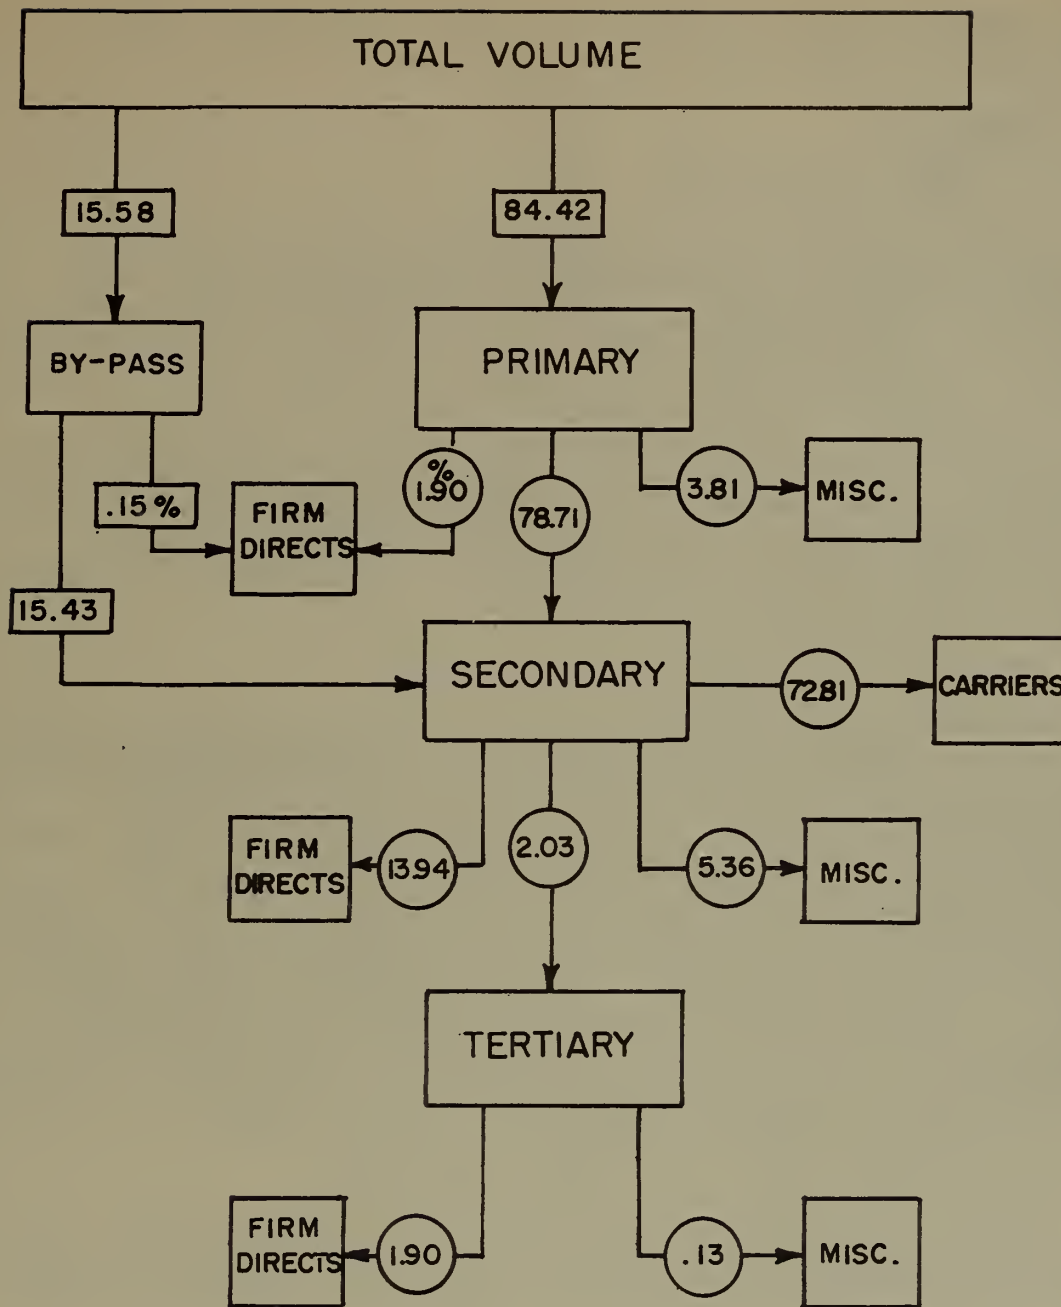 TOTAL VOLUME
15.58
84.42
BY-PASS
PRIMARY
.15%
FIRM
DIRECTS
%
1.90
78.71
3.81
MISC.
15.43
SECONDARY
72.81
CARRIERS
FIRM
DIRECTS
13.94
2.03
5.36
MISC.
TERTIARY
FIRM
DIRECTS
1.90
.13
MISC.